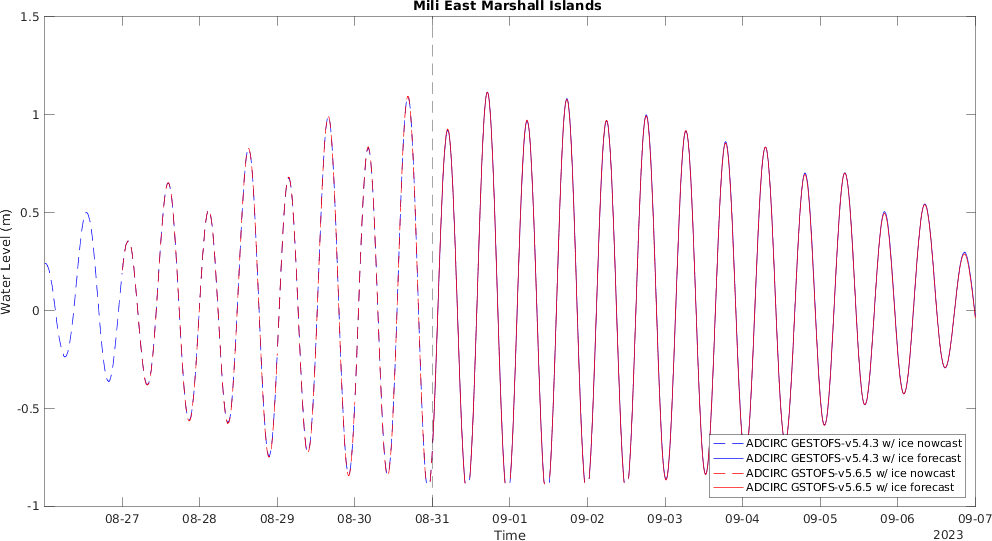 Mili East Marshall Islands
1.5
1
0.5
0
-0.5
-1
Water Level (m)
ADCIRC GESTOFS-v5.4.3 w/ ice nowcast
ADCIRC GESTOFS-v5.4.3 w/ ice forecast
ADCIRC GSTOFS-v5.6.5 w/ ice nowcast
ADCIRC GSTOFS-v5.6.5 w/ ice forecast
08-27 08-28 08-29 08-30 08-31 09-01 09-02 09-03 09-04 09-05 09-06 09-07
Time
2023